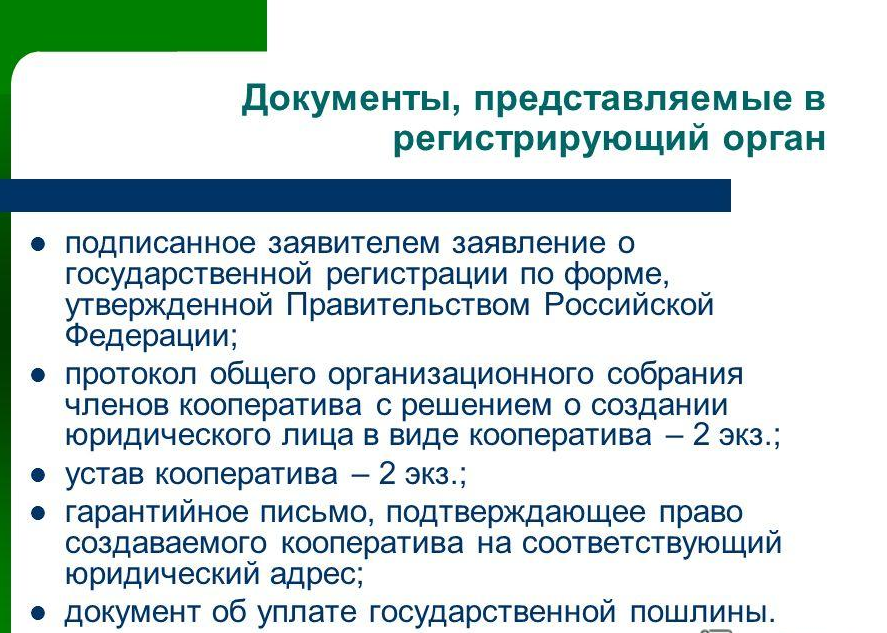 Документы, представляемые в
регистрирующий орган
подписанное заявителем заявление о
государственной регистрации по форме,
утвержденной Правительством Российской
Федерации;
протокол общего организационного собрания
членов кооператива с решением о создании
юридического лица в виде кооператива – 2 экз.;
устав кооператива – 2 экз.;
гарантийное письмо, подтверждающее право
создаваемого кооператива на соответствующий
юридический адрес;
документ об уплате государственной пошлины.